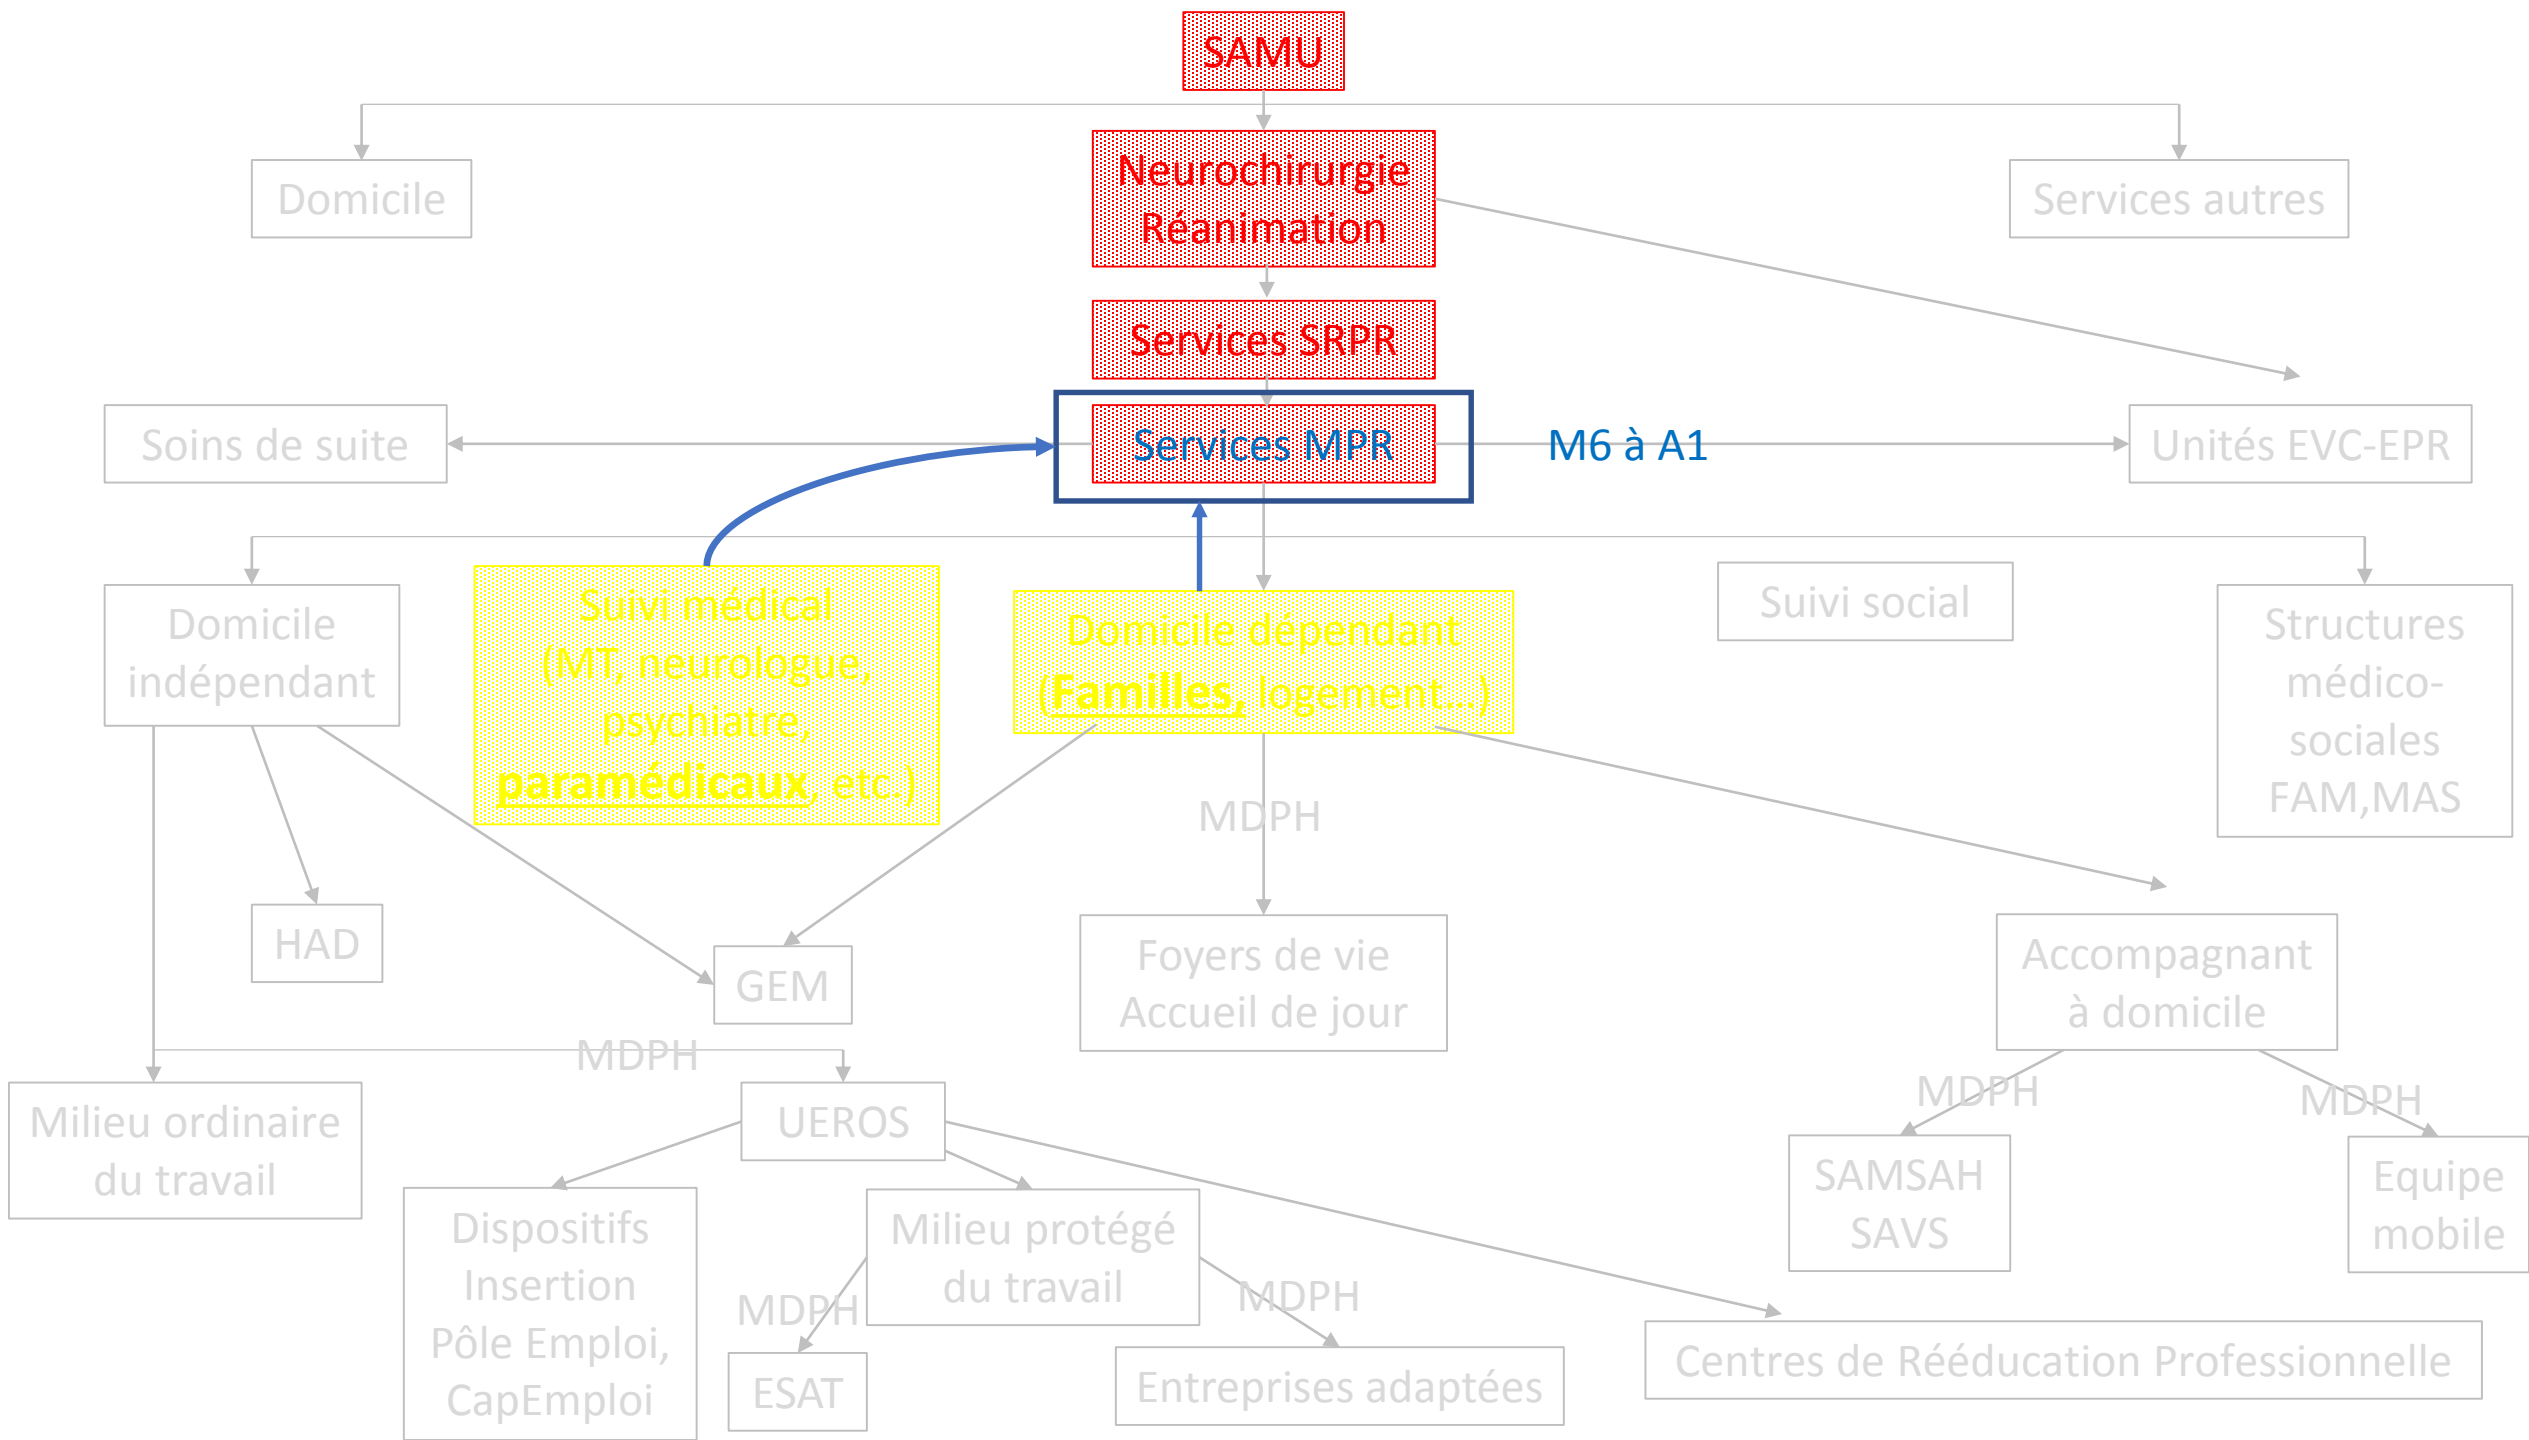 SAMU
Domicile
Neurochirurgie
Réanimation
Services autres
Services SRPR
Soins de suite
Services MPR
M6 à A1
Unités EVC-EPR
Domicile
indépendant
Suivi médical
(MT, neurologue,
psychiatre,
paramédicaux, etc.)
Domicile dépendant
(Familles, logement...)
Suivi social
Structures
médico-
sociales
FAM,MAS
MDPH
HAD
GEM
Foyers de vie
Accueil de jour
Accompagnant
à domicile
MDPH
MDPH
MDPH
Milieu ordinaire
du travail
UEROS
SAMSAH
SAVS
Equipe
mobile
Dispositifs
Insertion
Pôle Emploi,
CapEmploi
Milieu protégé
du travail
MDPH
MDPH
ESAT
Entreprises adaptées
Centres de Rééducation Professionnelle